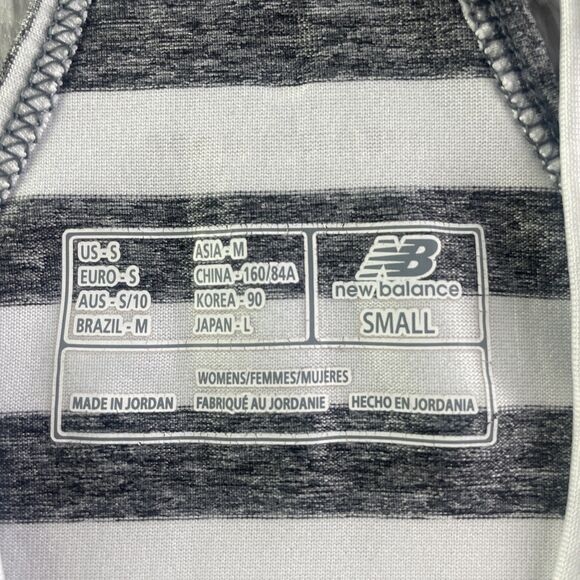 US - S
EURO - S
AUS - S/10
BRAZIL - M
ASIA - M
CHINA - 160/84A
KOREA - 90
JAPAN - L
NB
new balance
SMALL
WOMENS/FEMMES/MUJERES
MADE IN JORDAN FABRIQUÉ AU JORDANIE HECHO EN JORDANIA